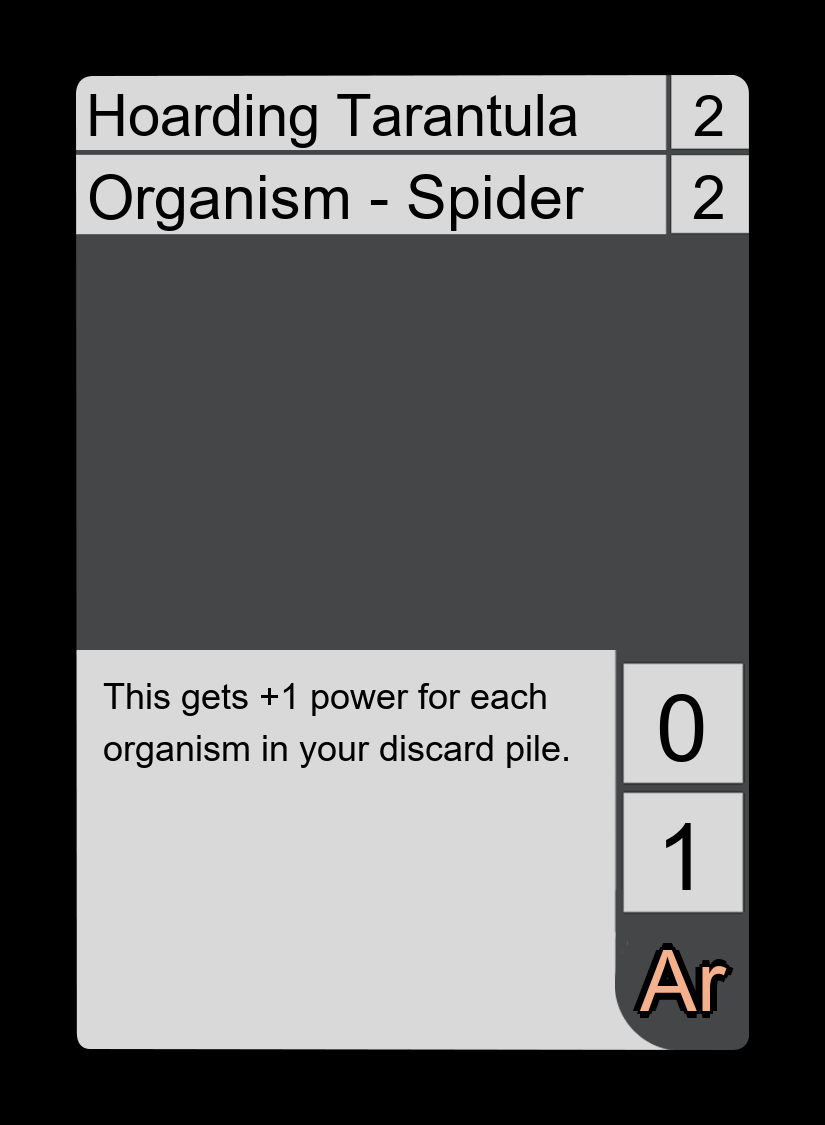 Hoarding Tarantula 2
Organism - Spider 2
This gets +1 power for each
organism in your discard pile.
0
1
Ar